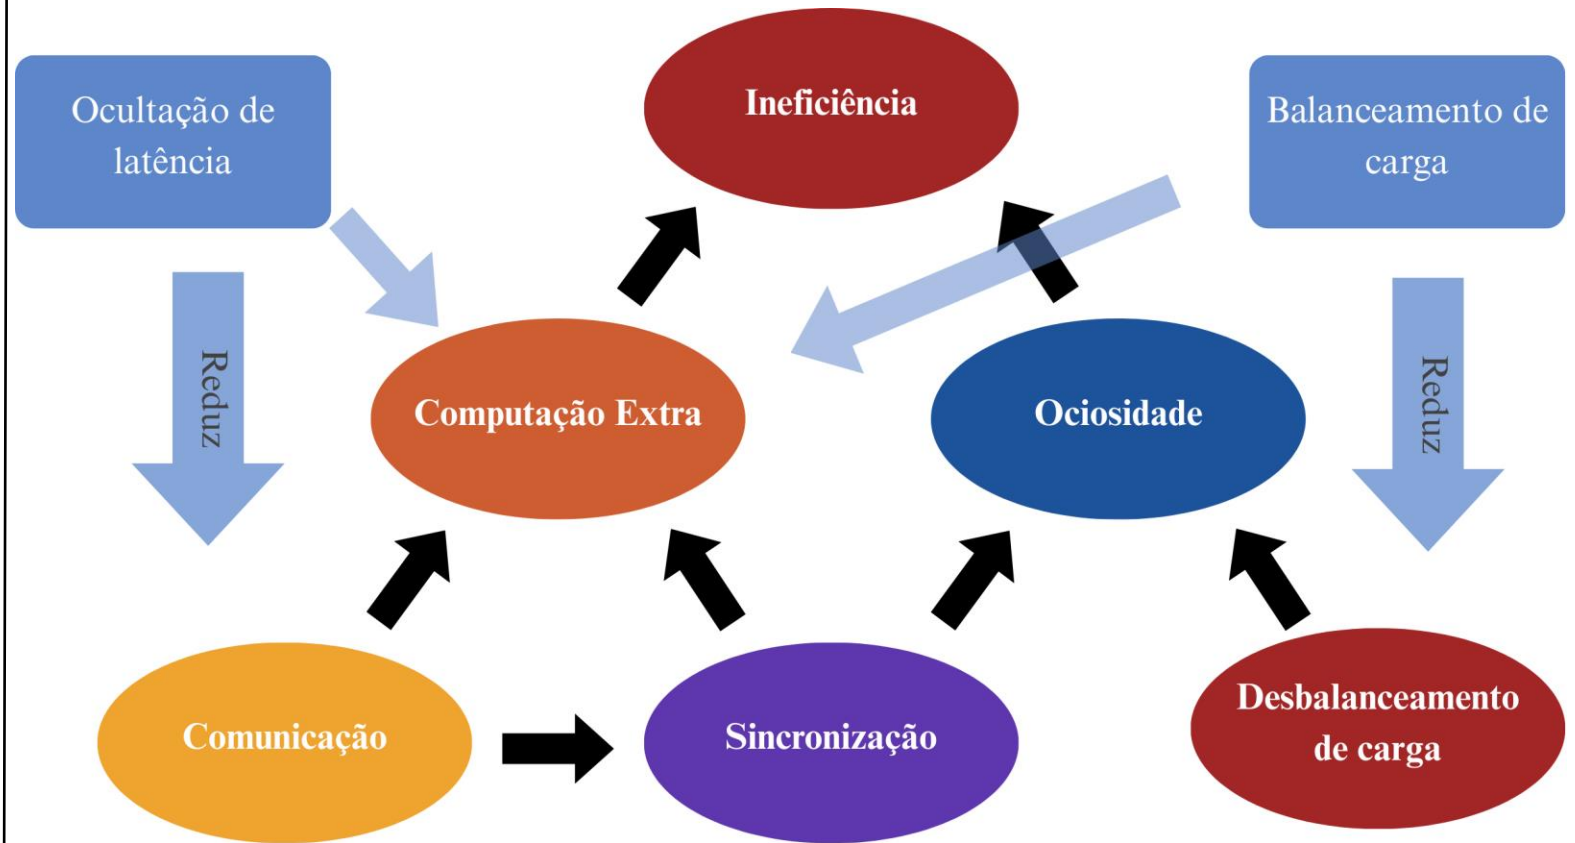 Ocultação de
latência
Ineficiência
Balanceamento de
carga
Reduz
Reduz
Computação Extra
Ociosidade
Comunicação
Sincronização
Desbalanceamento
de carga